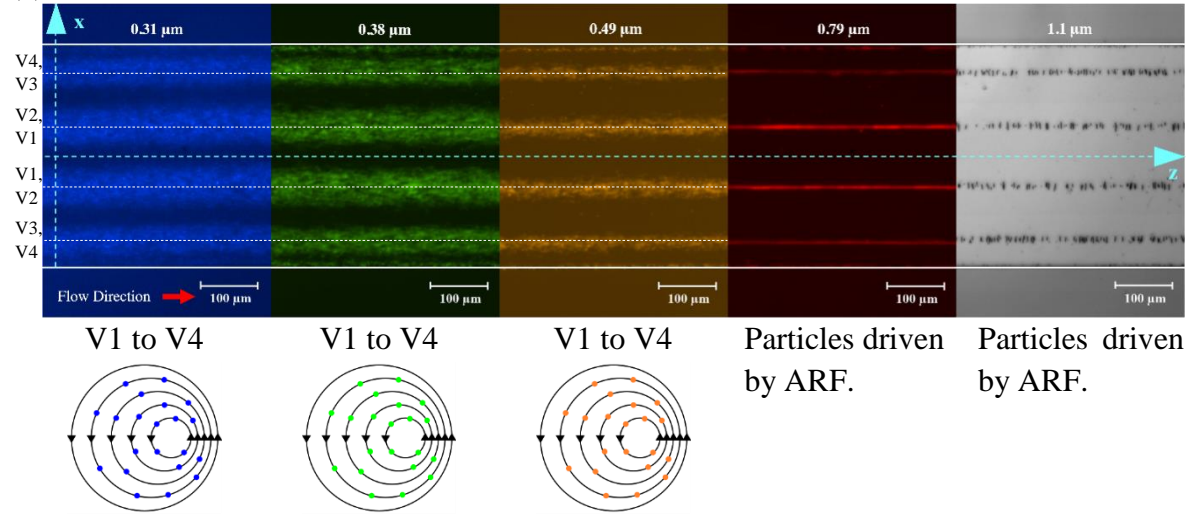 x
0.31 µm 0.38 µm 0.49 µm 0.79 µm 1.1 µm
V4,
V3
V2,
V1
V1,
V2
z
V3,
V4
Flow Direction 100 µm 100 µm 100 µm 100 µm 100 µm
V1 to V4 V1 to V4 V1 to V4 Particles driven Particles driven
by ARF. by ARF.